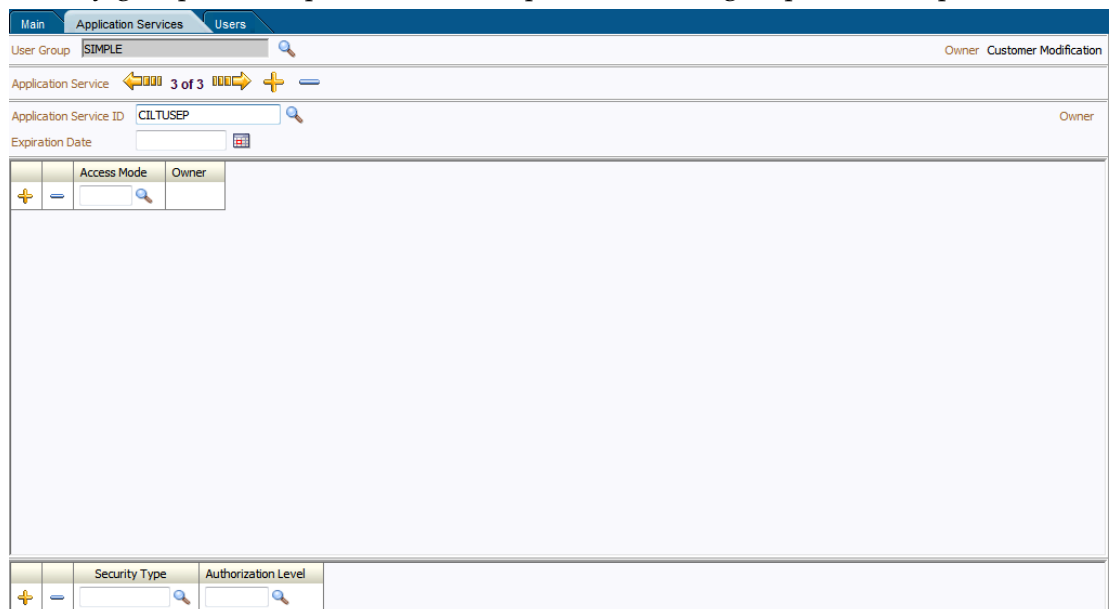 Main Application Services Users
User Group SIMPLE Owner Customer Modification
Application Service 3 of 3
Application Service ID CILTUSEP Owner
Expiration Date
Access Mode Owner
Security Type Authorization Level